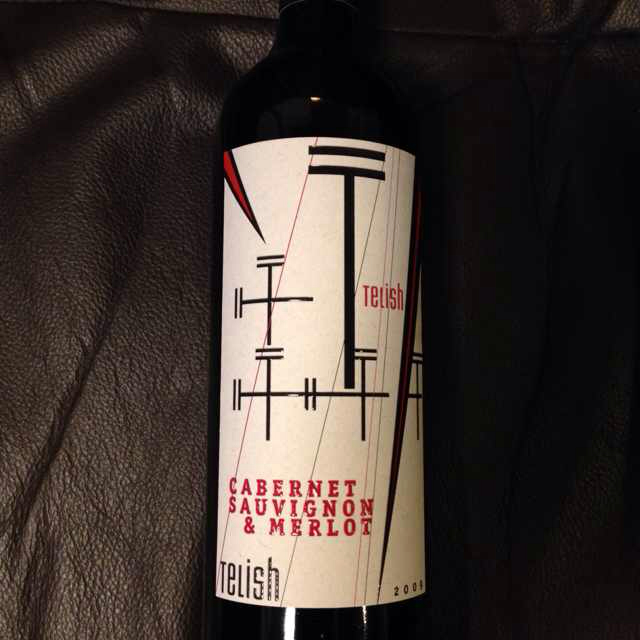 Telish
CABERNET
SAUVIGNON
& MERLOT
Telish
2009